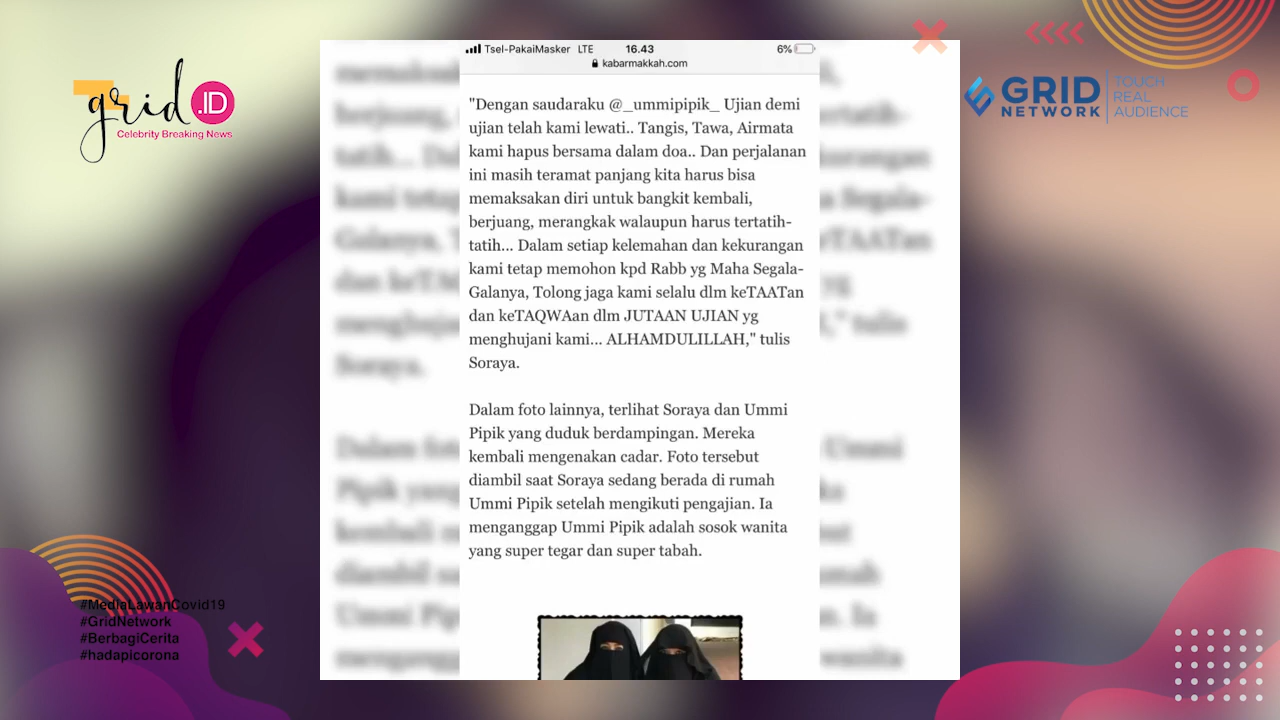 grid .ID
Celebrity Breaking News
GRID
NETWORK
TOUCH
REAL
AUDIENCE
Tsel-PakaiMasker LTE 16.43 6%
kabarmakkah.com
"Dengan saudaraku @_ummipipik_ Ujian demi
ujian telah kami lewati.. Tangis, Tawa, Airmata
kami hapus bersama dalam doa.. Dan perjalanan
ini masih teramat panjang kita harus bisa
memaksakan diri untuk bangkit kembali,
berjuang, merangkak walaupun harus tertatih-
tatih... Dalam setiap kelemahan dan kekurangan
kami tetap memohon kpd Rabb yg Maha Segala-
Galanya, Tolong jaga kami selalu dlm keTAATan
dan keTAQWAan dlm JUTAAN UJIAN yg
menghujani kami... ALHAMDULILLAH," tulis
Soraya.
Dalam foto lainnya, terlihat Soraya dan Ummi
Pipik yang duduk berdampingan. Mereka
kembali mengenakan cadar. Foto tersebut
diambil saat Soraya sedang berada di rumah
Ummi Pipik setelah mengikuti pengajian. Ia
menganggap Ummi Pipik adalah sosok wanita
yang super tegar dan super tabah.
#MediaLawanCovid19
#GridNetwork
#BerbagiCerita
#hadapicorona